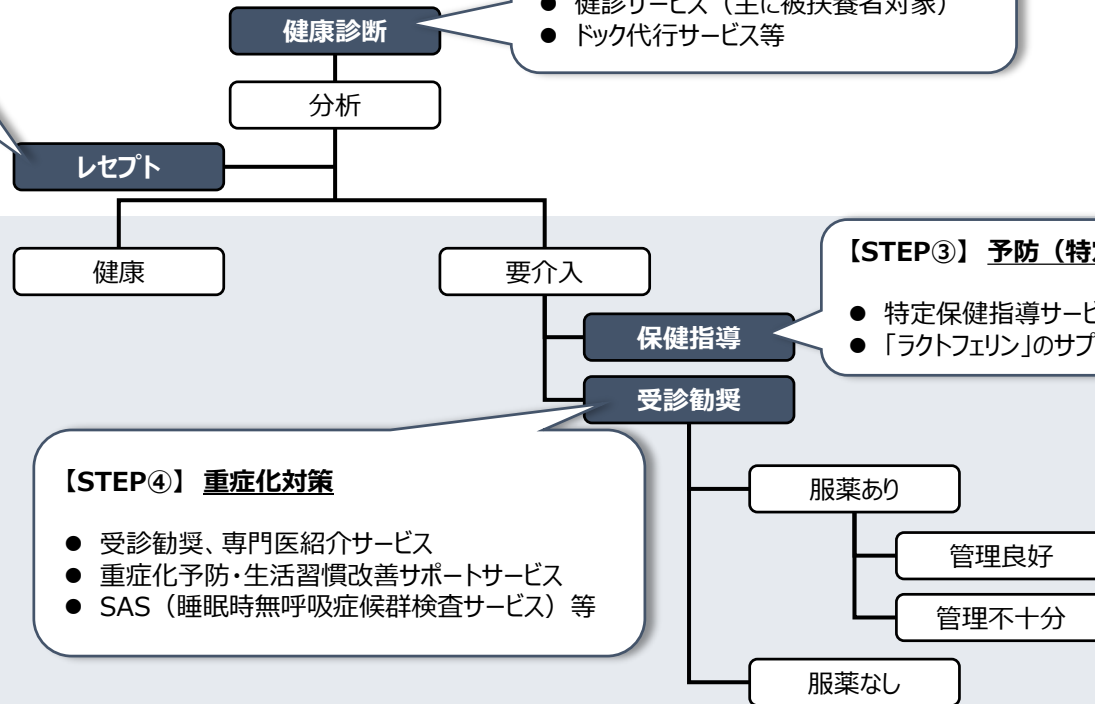 健診サービス（主に被扶養者対象）
● ドック代行サービス等
健康診断
分析
レセプト
健康
要介入
【STEP③】 予防（特
● 特定保健指導サービ
● 「ラクトフェリン」のサプ
保健指導
受診勧奨
【STEP④】 重症化対策
● 受診勧奨、専門医紹介サービス
● 重症化予防・生活習慣改善サポートサービス
● SAS（睡眠時無呼吸症候群検査サービス）等
服薬あり
管理良好
管理不十分
服薬なし